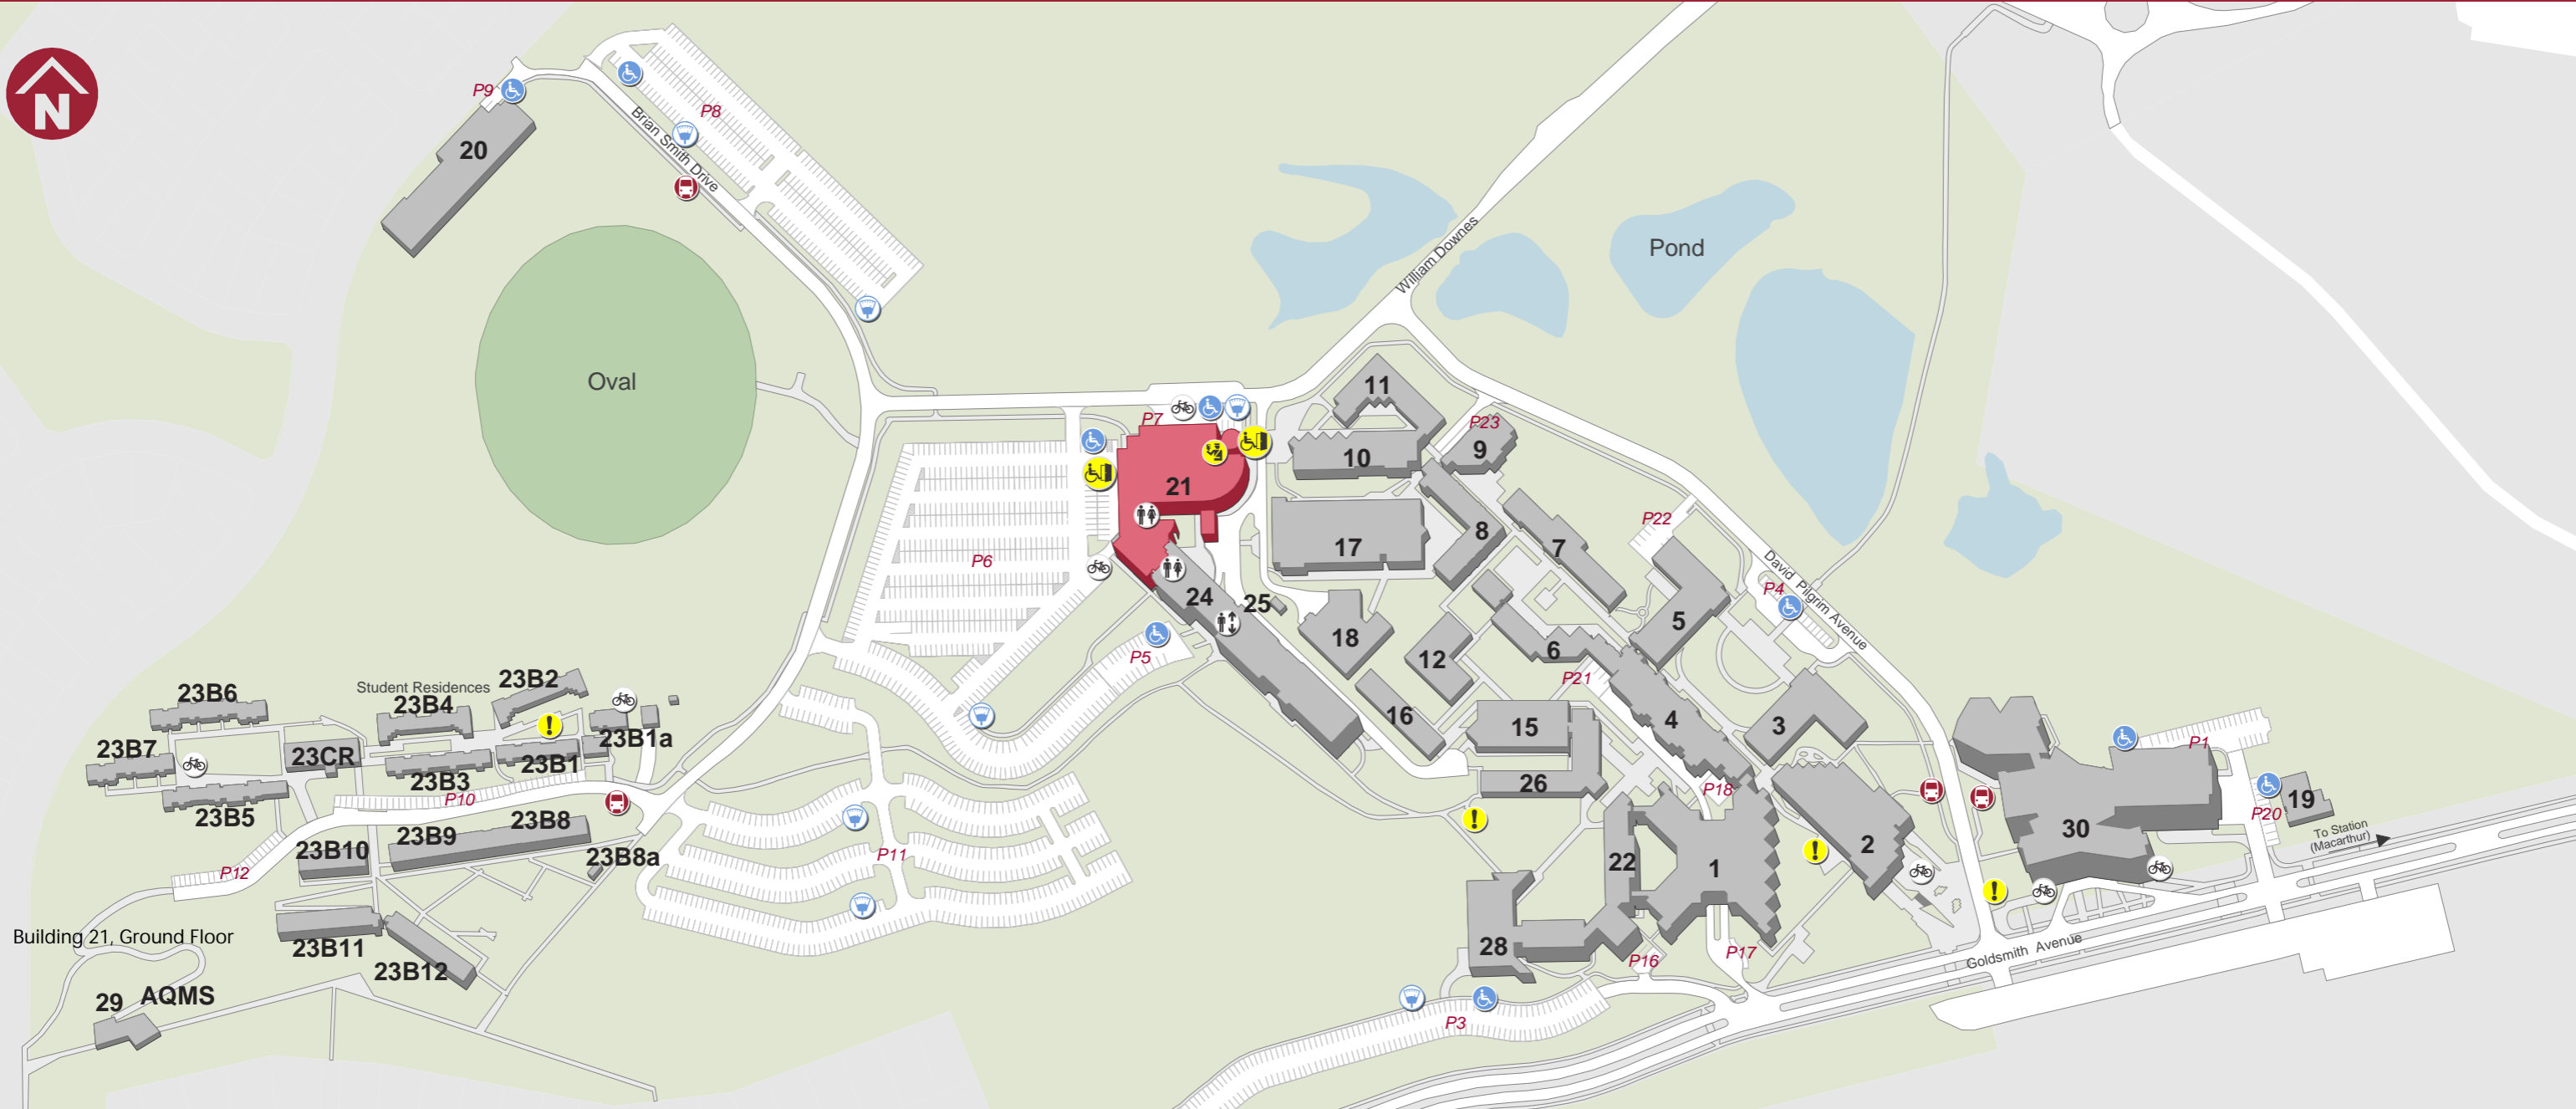 N
P9
20
P8
Brian Smith Drive
Oval
William Downes
Pond
11
P7
P23
10
9
21
17
8
7
P22
P6
David Pilgrim Avenue
P4
24
25
5
18
6
12
P5
P21
16
15
4
3
26
P18
Student Residences
23B6
23B4
23B2
23B7
23CR
23B1a
23B3
23B1
P10
23B5
23B9
23B8
23B10
23B8a
P12
P11
P1
19
P20
30
To Station
(Macarthur)
2
22
1
28
P16
P17
Goldsmith Avenue
P3
Building 21, Ground Floor
23B11
23B12
29
AQMS